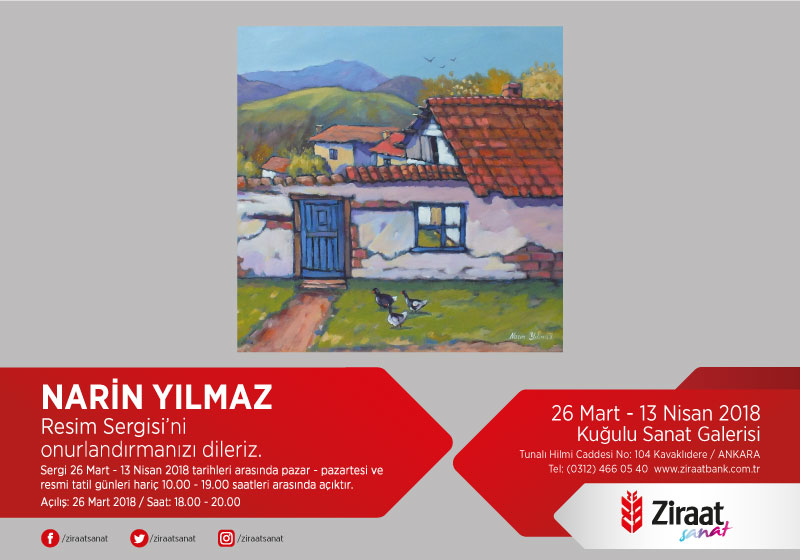 Narin Yılmaz
NARİN YILMAZ
Resim Sergisi'ni
onurlandırmanızı dileriz.
Sergi 26 Mart - 13 Nisan 2018 tarihleri arasında pazar - pazartesi ve
resmi tatil günleri hariç 10.00 - 19.00 saatleri arasında açıktır.
Açılış: 26 Mart 2018 / Saat: 18.00 - 20.00
/ziraatsanat /ziraatsanat /ziraatsanat
26 Mart - 13 Nisan 2018
Kuğulu Sanat Galerisi
Tunalı Hilmi Caddesi No: 104 Kavaklıdere / ANKARA
Tel: (0312) 466 05 40 www.ziraatbank.com.tr
Ziraat
sanat